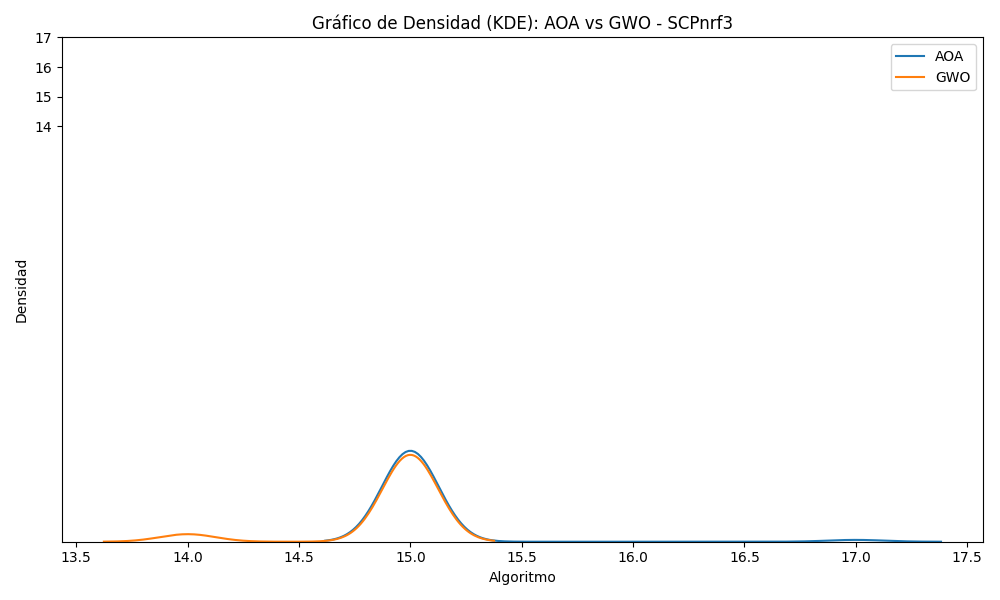 Gráfico de Densidad (KDE): AOA vs GWO - SCPnrf3
17
16
15
14
Densidad
AOA
GWO
13.5 14.0 14.5 15.0 15.5 16.0 16.5 17.0 17.5
Algoritmo